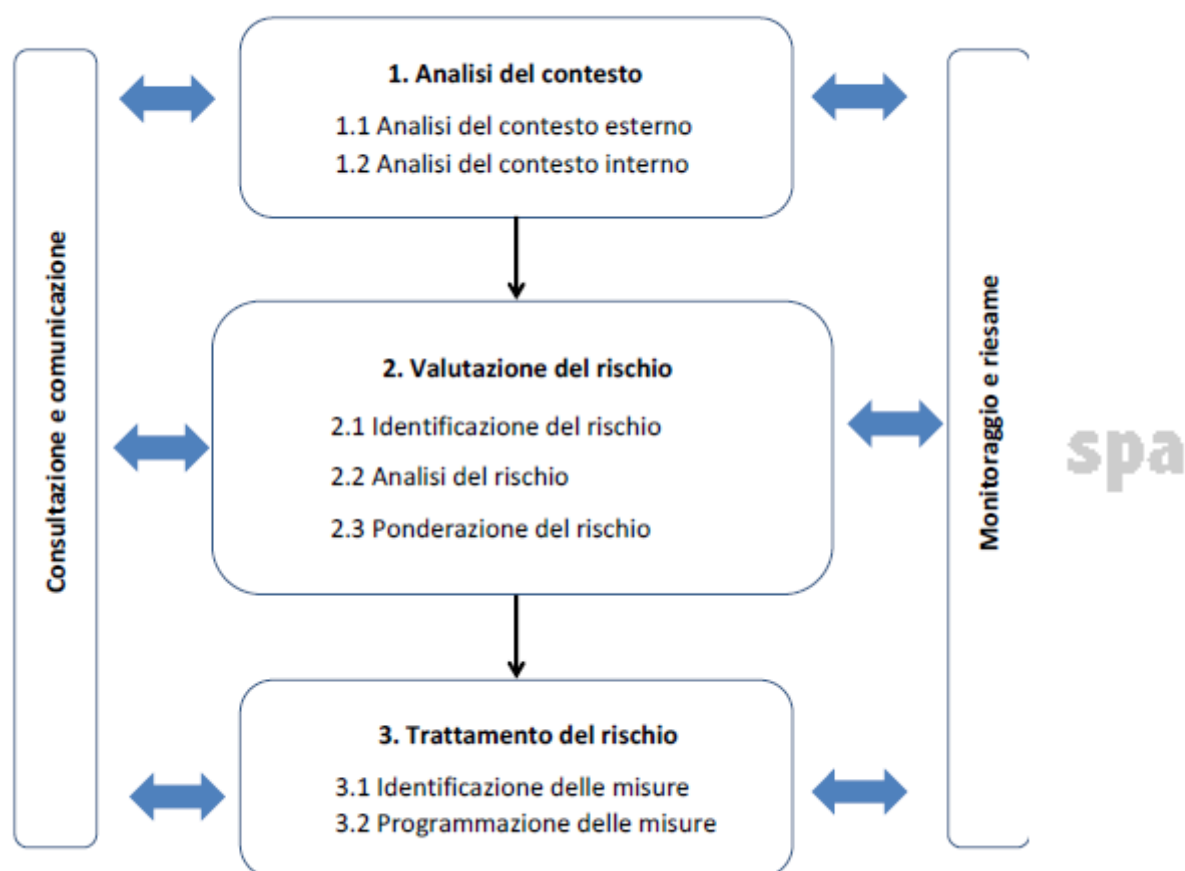 Consultazione e comunicazione
1. Analisi del contesto
1.1 Analisi del contesto esterno
1.2 Analisi del contesto interno
2. Valutazione del rischio
2.1 Identificazione del rischio
2.2 Analisi del rischio
2.3 Ponderazione del rischio
3. Trattamento del rischio
3.1 Identificazione delle misure
3.2 Programmazione delle misure
Monitoraggio e riesame
spa